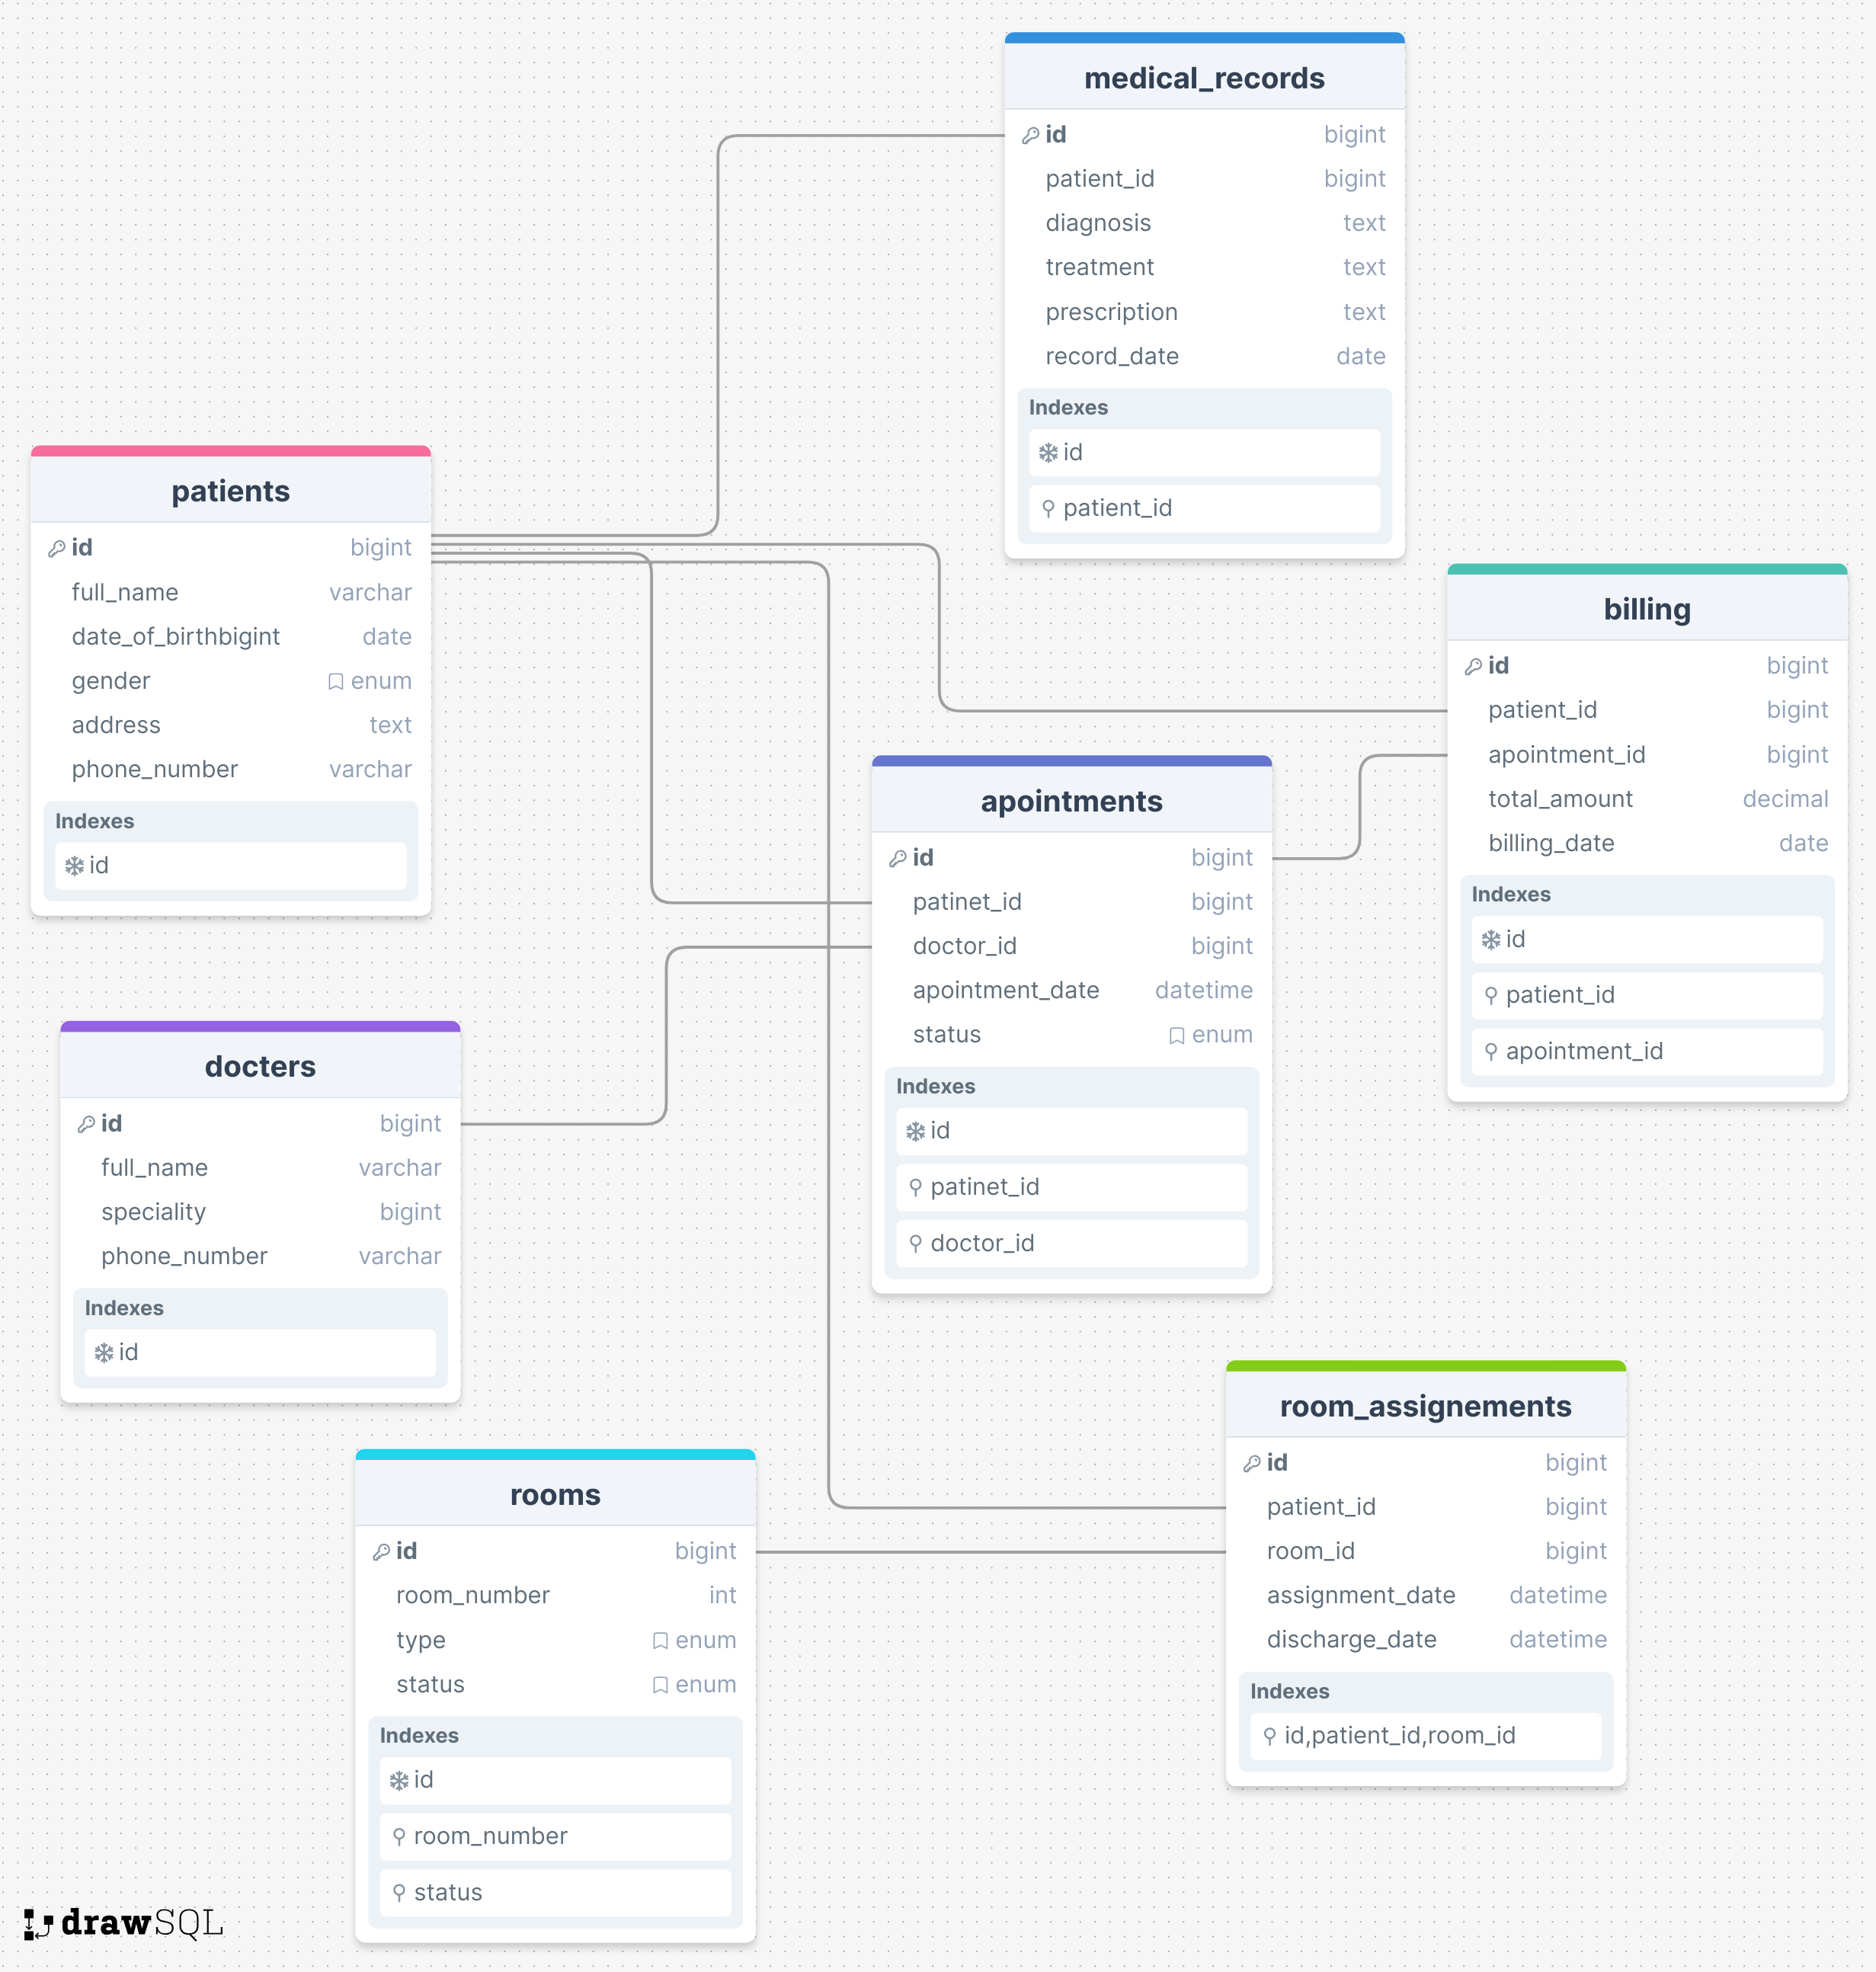 medical_records
id bigint
patient_id bigint
diagnosis text
treatment text
prescription text
record_date date
Indexes
id
patient_id
patients
id bigint
full_name varchar
date_of_birthbigint date
gender enum
address text
phone_number varchar
Indexes
id
billing
id bigint
patient_id bigint
apointment_id bigint
total_amount decimal
billing_date date
Indexes
id
patient_id
apointment_id
apointments
id bigint
patinet_id bigint
doctor_id bigint
apointment_date datetime
status enum
Indexes
id
patinet_id
doctor_id
docters
id bigint
full_name varchar
speciality bigint
phone_number varchar
Indexes
id
room_assignements
id bigint
patient_id bigint
room_id bigint
assignment_date datetime
discharge_date datetime
Indexes
id,patient_id,room_id
rooms
id bigint
room_number int
type enum
status enum
Indexes
id
room_number
status
drawSQL